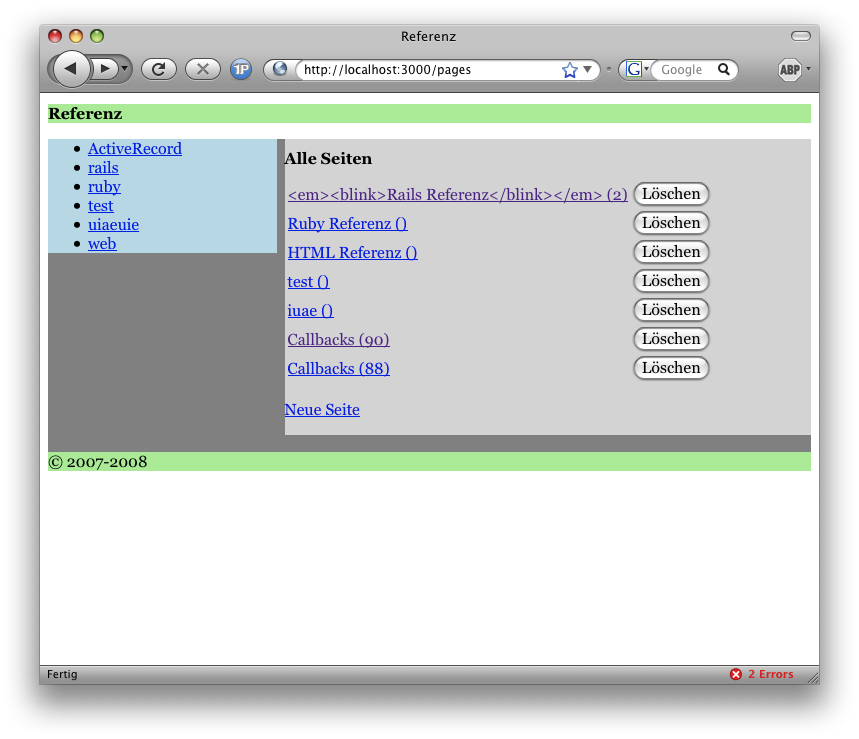 Referenz
1P
http://localhost:3000/pages
G
Google
ABP
Referenz
ActiveRecord
rails
ruby
test
uiaeuie
web
Alle Seiten
<em><blink>Rails Referenz</blink></em> (2) Löschen
Ruby Referenz () Löschen
HTML Referenz () Löschen
test () Löschen
iuae () Löschen
Callbacks (90) Löschen
Callbacks (88) Löschen
Neue Seite
© 2007-2008
Fertig
2 Errors